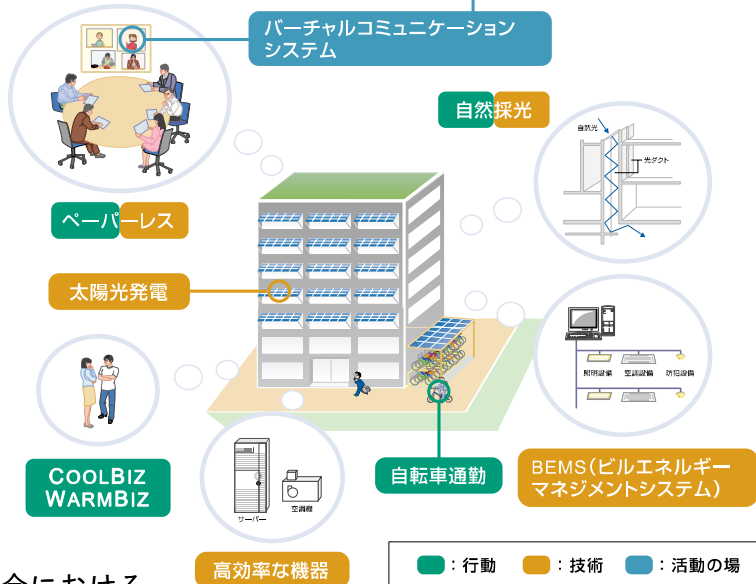 バーチャルコミュニケーション
システム
自然採光
自然光
光ダクト
ペーパーレス
太陽光発電
照明設備 空調設備 防犯設備
COOLBIZ
WARMBIZ
サーバー
空調機
自転車通勤
BEMS(ビルエネルギー
マネジメントシステム)
高効率な機器
:行動 :技術 :活動の場